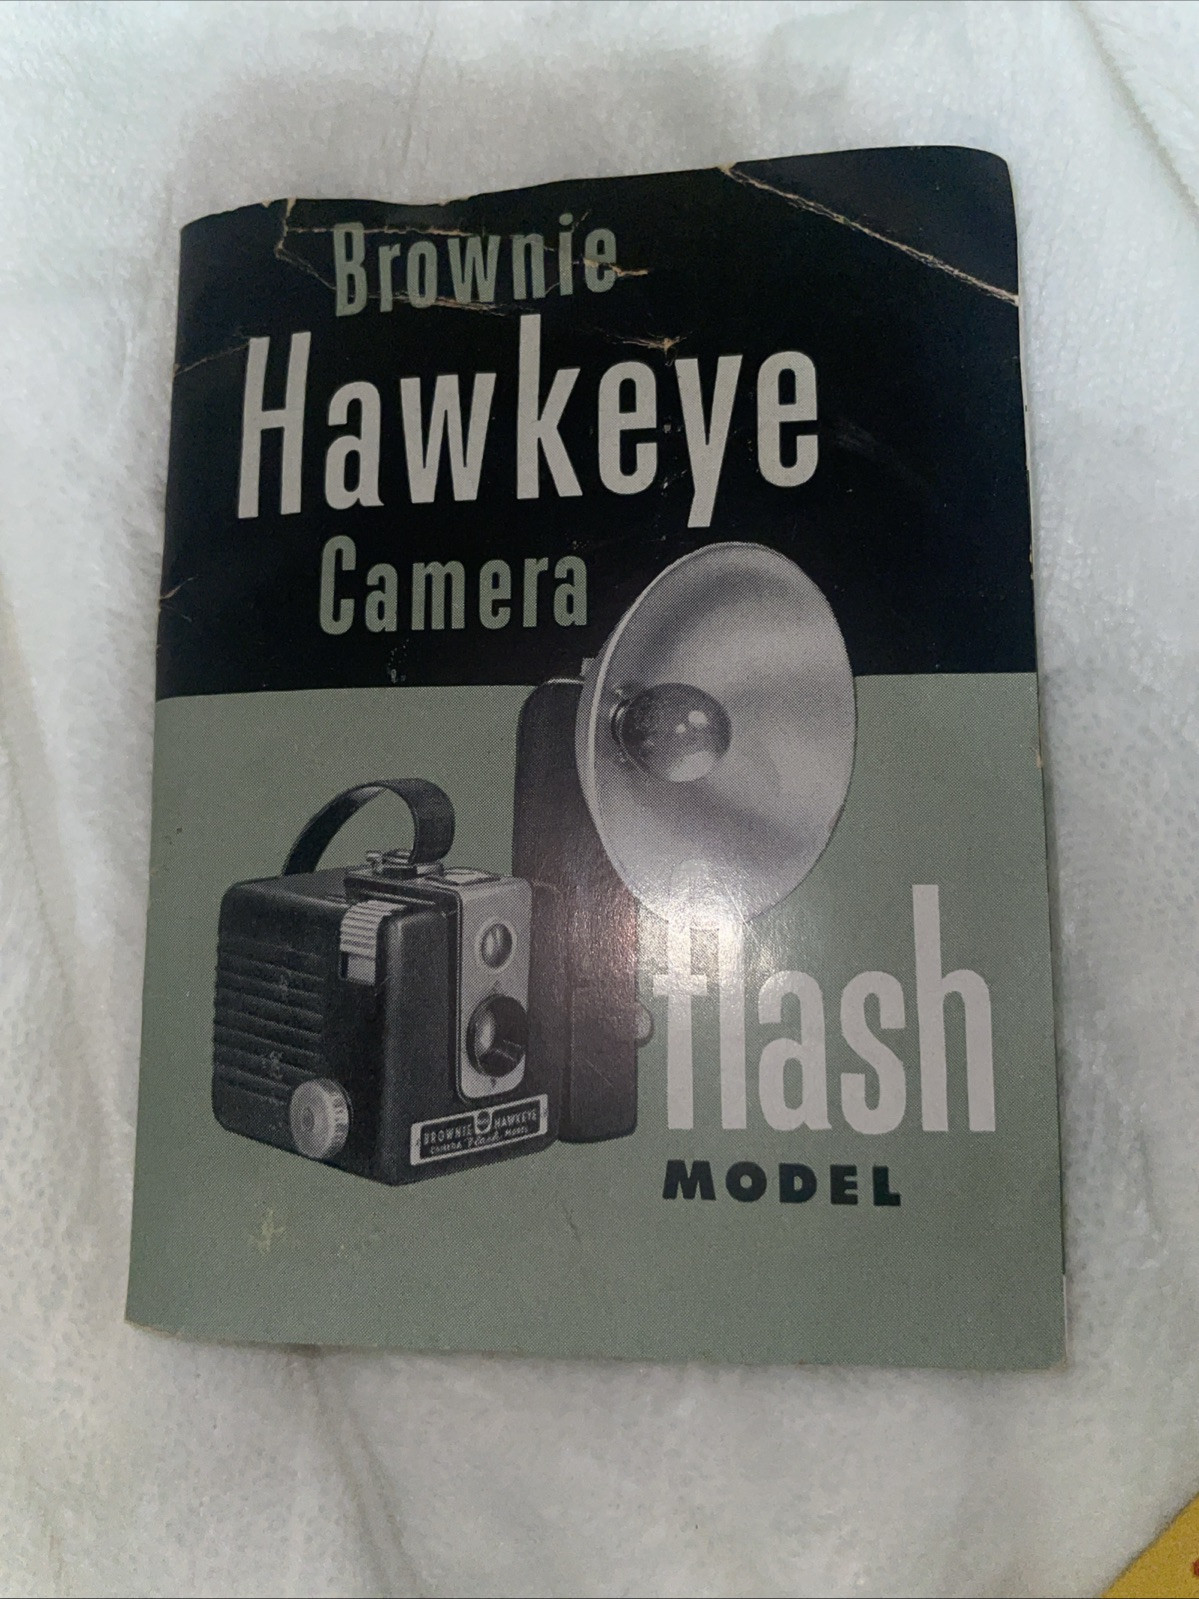 Brownie
Hawkeye
Camera
flash
MODEL
BROWNIE HAWKEYE
CAMERA Flash MODEL